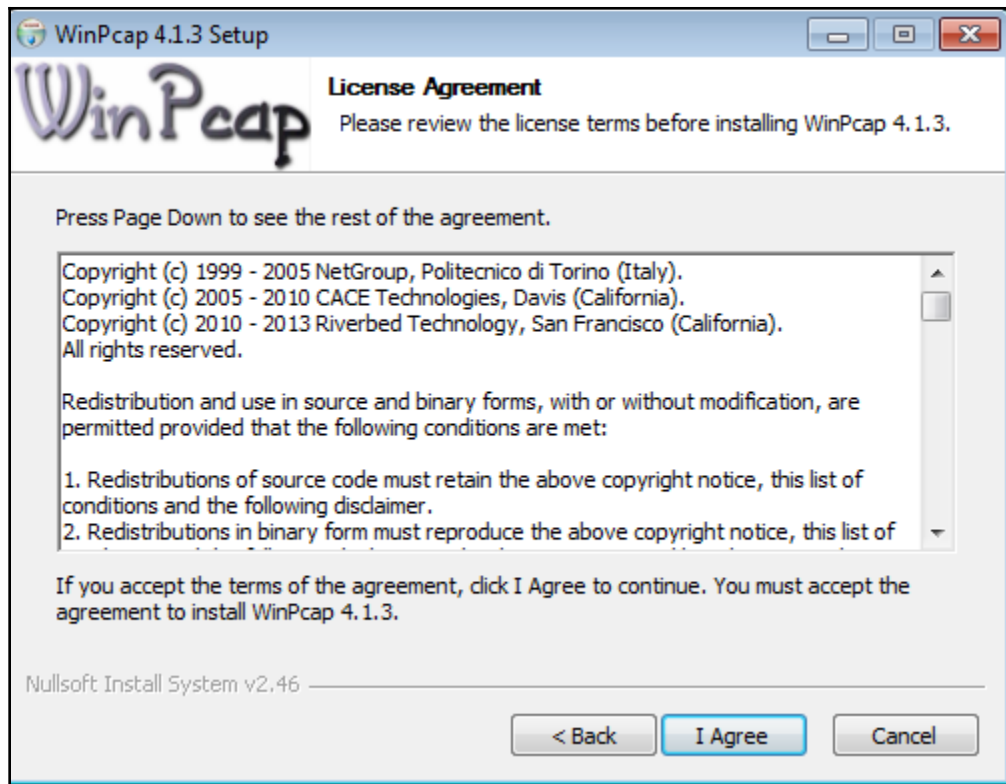 WinPcap 4.1.3 Setup
WinPcap
License Agreement
Please review the license terms before installing WinPcap 4.1.3.
Press Page Down to see the rest of the agreement.
Copyright (c) 1999 - 2005 NetGroup, Politecnico di Torino (Italy).
Copyright (c) 2005 - 2010 CACE Technologies, Davis (California).
Copyright (c) 2010 - 2013 Riverbed Technology, San Francisco (California).
All rights reserved.
Redistribution and use in source and binary forms, with or without modification, are
permitted provided that the following conditions are met:
1. Redistributions of source code must retain the above copyright notice, this list of
conditions and the following disclaimer.
2. Redistributions in binary form must reproduce the above copyright notice, this list of
If you accept the terms of the agreement, click I Agree to continue. You must accept the
agreement to install WinPcap 4.1.3.
Nullsoft Install System v2.46
< Back
I Agree
Cancel